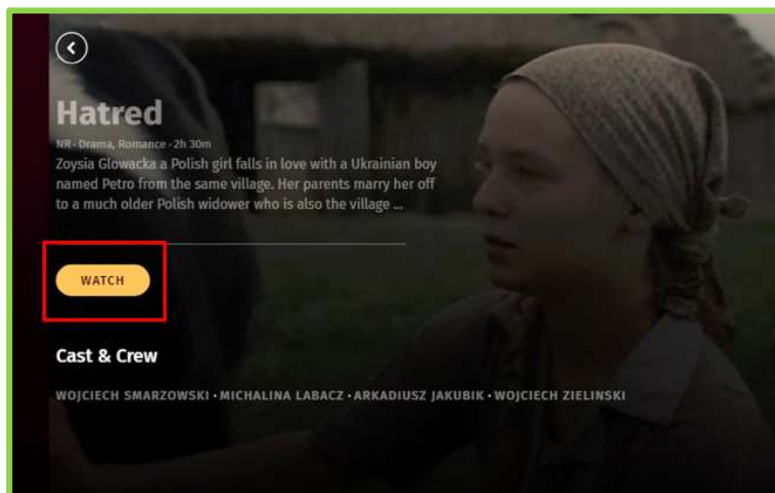 Hatred
NR · Drama, Romance · 2h 30m
Zoysia Glowacka a Polish girl falls in love with a Ukrainian boy
named Petro from the same village. Her parents marry her off
to a much older Polish widower who is also the village ...
WATCH
Cast & Crew
WOJCIECH SMARZOWSKI · MICHALINA LABACZ · ARKADIUSZ JAKUBIK · WOJCIECH ZIELINSKI